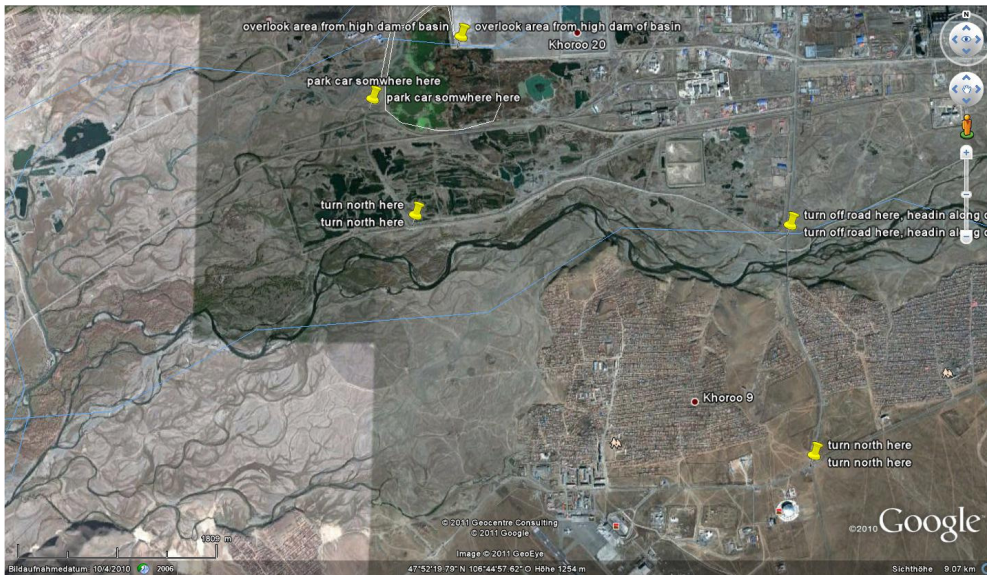 overlook area from high dam of basin
overlook area from high dam of basin
Khoroo 20
park car somwhere here
park car somwhere here
turn north here
turn north here
turn off road here, headin along
turn off road here, headin along
Khoroo 9
turn north here
turn north here
N
1809 m
© 2011 Geocentre Consulting
© 2011 Google
Image © 2011 GeoEye
©2010 Google
Bildaufnahmedatum: 10/4/2010 2006
47°52'19.79" N 106°44'57.62" O Höhe 1254 m
Sichthöhe 9.07 km